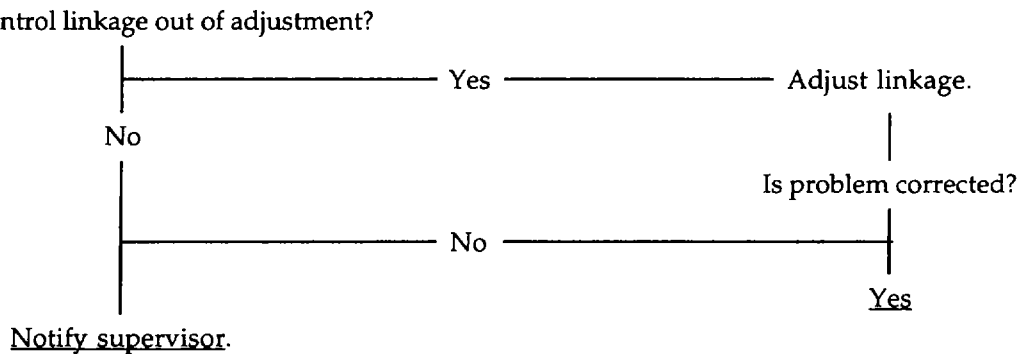 ntrol linkage out of adjustment?
Yes
Adjust linkage.
No
Is problem corrected?
No
Yes
Notify supervisor.